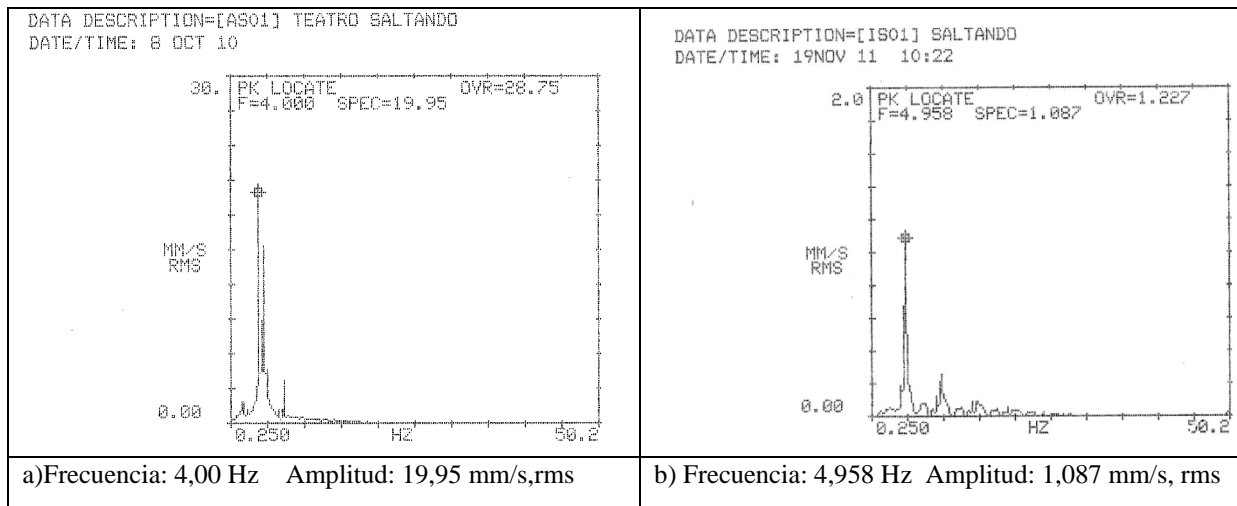 DATA DESCRIPTION=[AS01] TEATRO SALTANDO
DATE/TIME: 8 OCT 10
30.
PK LOCATE OVR=28.75
F=4.000 SPEC=19.95
MM/S
RMS
0.00
0.250 HZ 50.2
DATA DESCRIPTION=[IS01] SALTANDO
DATE/TIME: 19NOV 11 10:22
2.0
PK LOCATE OVR=1.227
F=4.958 SPEC=1.087
MM/S
RMS
0.00
0.250 HZ 50.2
a)Frecuencia: 4,00 Hz Amplitud: 19,95 mm/s,rms
b) Frecuencia: 4,958 Hz Amplitud: 1,087 mm/s, rms